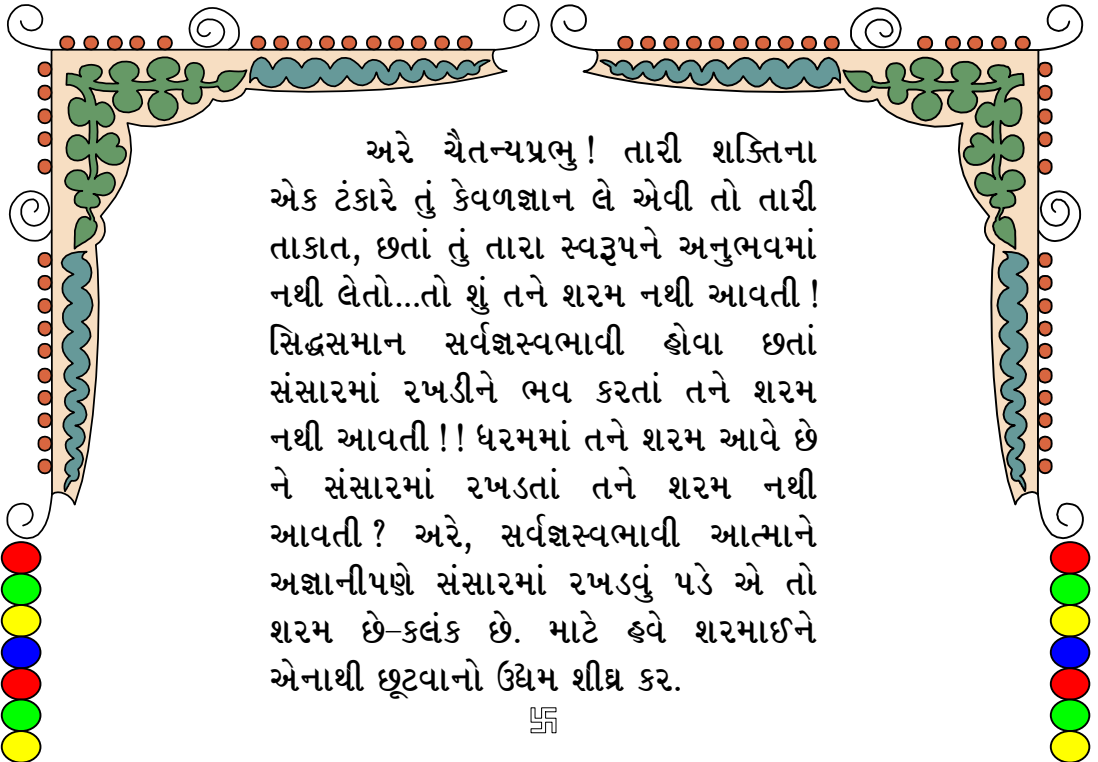 અરે ચૈતન્યપ્રભુ! તારી શક્તિના
એક ટંકારે તું કેવળજ્ઞાન લે એવી તો તારી
તાકાત, છતાં તું તારા સ્વરૂપને અનુભવમાં
નથી લેતો...તો શું તને શરમ નથી આવતી!
સિદ્ધસમાન સર્વજ્ઞસ્વભાવી હોવા છતાં
સંસારમાં રખડીને ભવ કરતાં તને શરમ
નથી આવતી!! ધરમમાં તને શરમ આવે છે
ને સંસારમાં રખડતાં તને શરમ નથી
આવતી? અરે, સર્વજ્ઞસ્વભાવી આત્માને
અજ્ઞાનીપણે સંસારમાં રખડવું પડે એ તો
શરમ છે–કલંક છે. માટે હવે શરમાઈને
એનાથી છૂટવાનો ઉદ્યમ શીઘ્ર કર.
卐